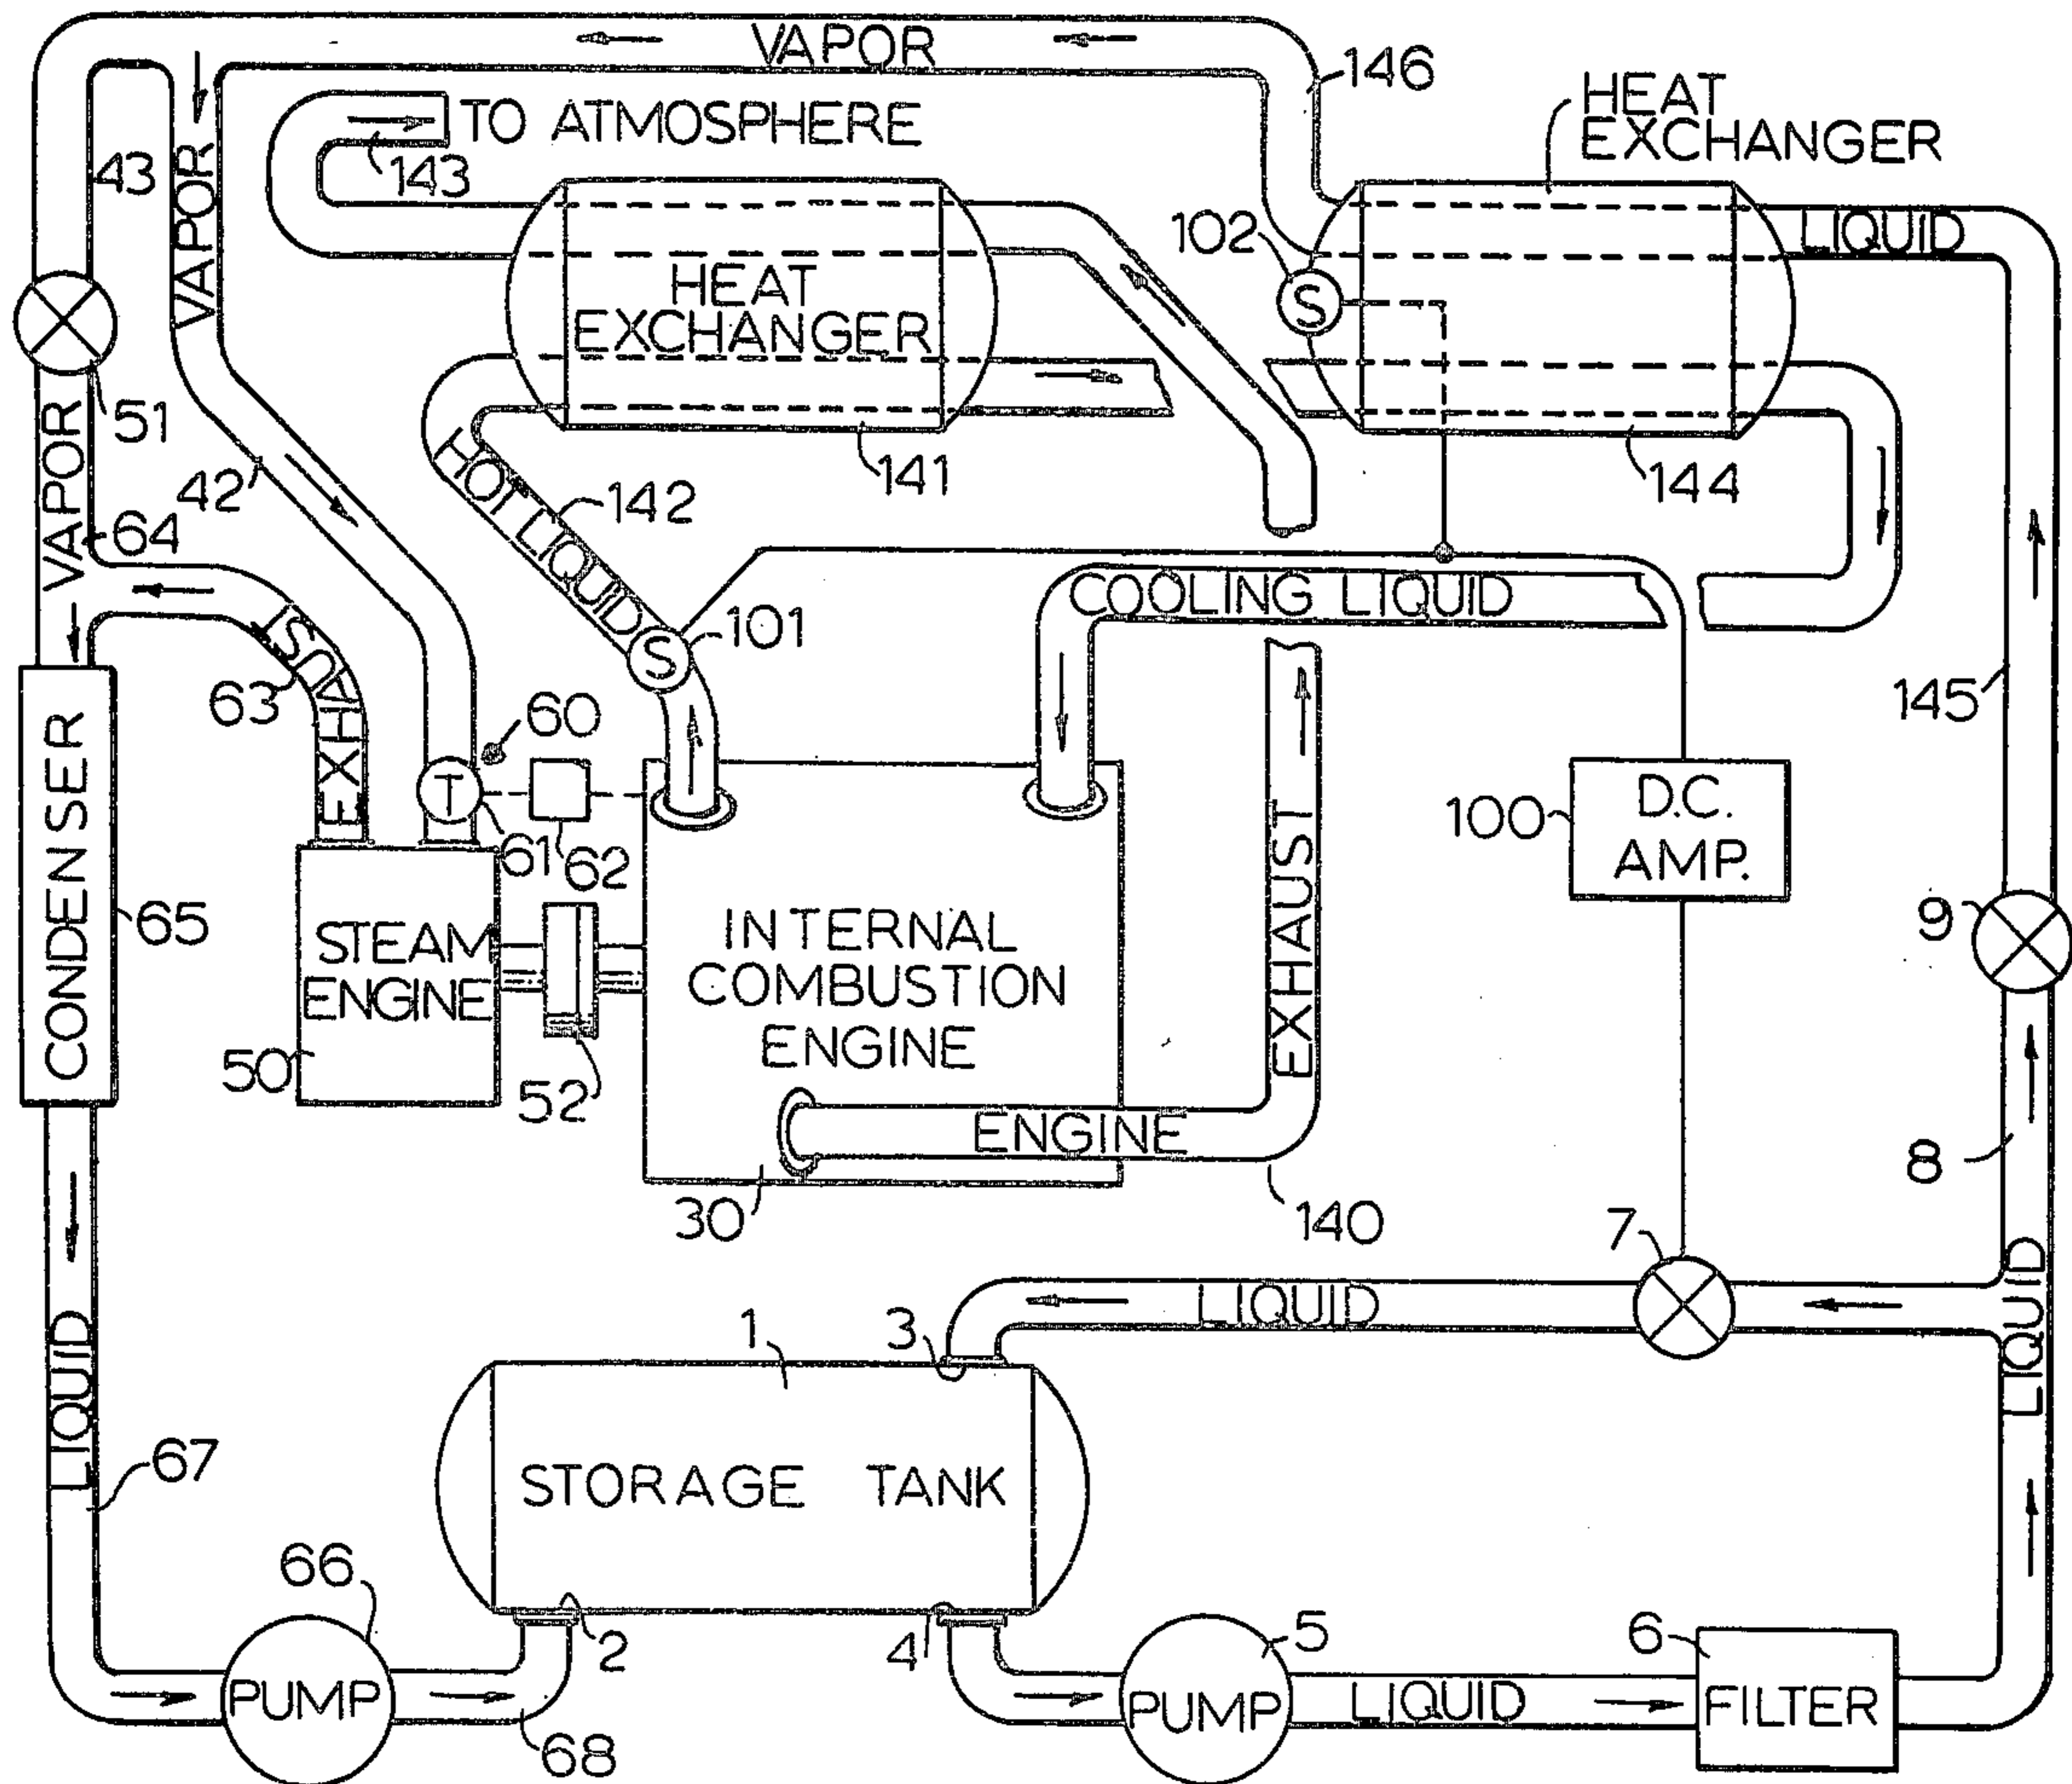 VAPOR
146
HEAT
EXCHANGER
TO ATMOSPHERE
143
43
VAPOR
102
S
LIQUID
HEAT
EXCHANGER
51
VAPOR
42
141
144
142
HOT LIQUID
64
COOLING LIQUID
101
S
EXHAUST
63
60
145
T
61
62
CONDENSER
65
D.C.
AMP.
100
STEAM
ENGINE
50
52
INTERNAL
COMBUSTION
ENGINE
EXHAUST
ENGINE
30
140
9
8
7
LIQUID
LIQUID
1
3
STORAGE TANK
LIQUID
67
66
2
4
5
6
PUMP
68
PUMP
LIQUID
FILTER